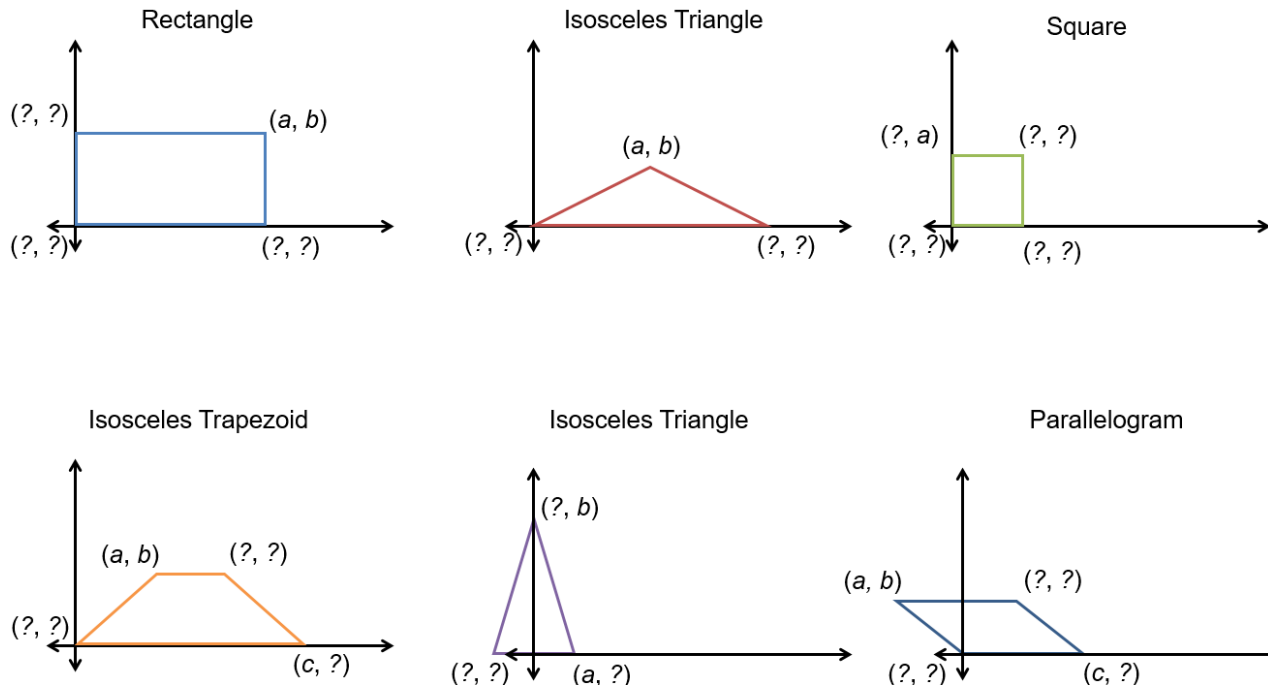 Rectangle
Isosceles Triangle
Square
(?, ?)
(a, b)
(a, b)
(?, a)
(?, ?)
(?, ?)
(?, ?)
(?, ?)
(?, ?)
(?, ?)
(?, ?)
Isosceles Trapezoid
Isosceles Triangle
Parallelogram
(a, b)
(?, ?)
(?, b)
(a, b)
(?, ?)
(?, ?)
(c, ?)
(?, ?)
(a, ?)
(?, ?)
(c, ?)